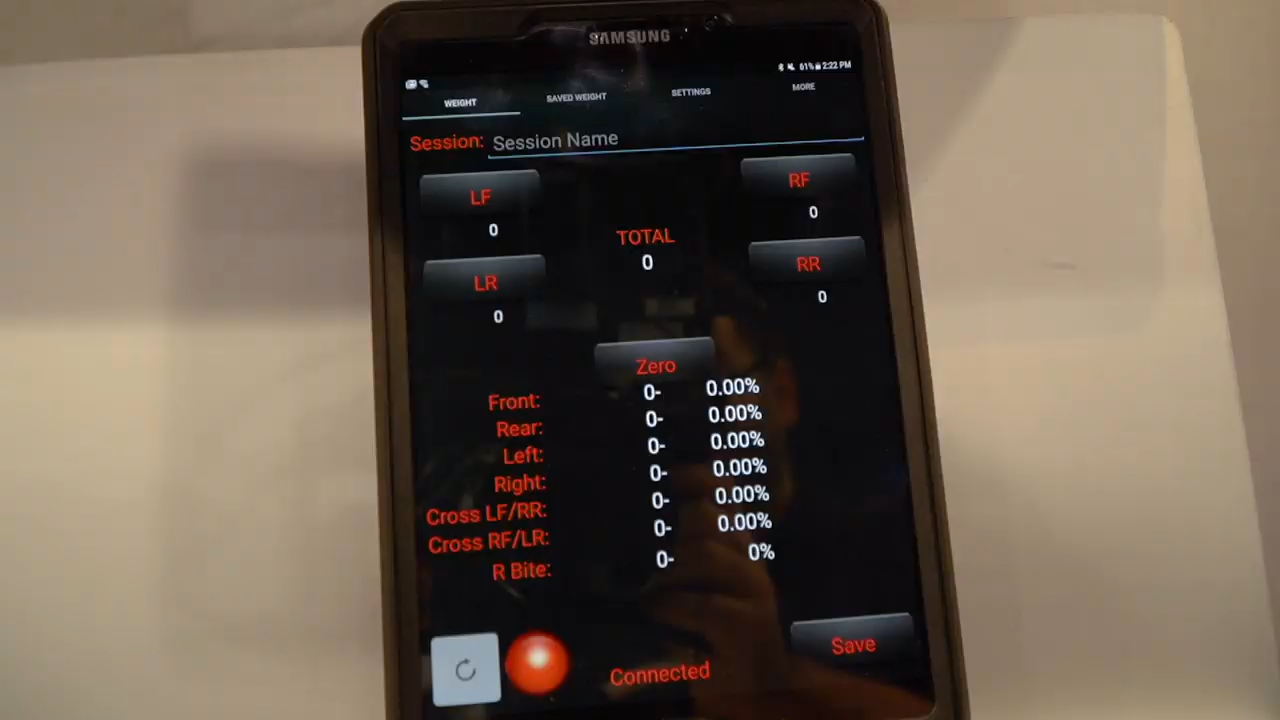 SAMSUNG
61% 2:22 PM
WEIGHT SAVED WEIGHT SETTINGS MORE
Session: Session Name
LF RF
0 0
TOTAL
0
LR RR
0 0
Zero
Front: 0- 0.00%
Rear: 0- 0.00%
Left: 0- 0.00%
Right: 0- 0.00%
Cross LF/RR: 0- 0.00%
Cross RF/LR: 0- 0.00%
R Bite: 0- 0%
Connected Save